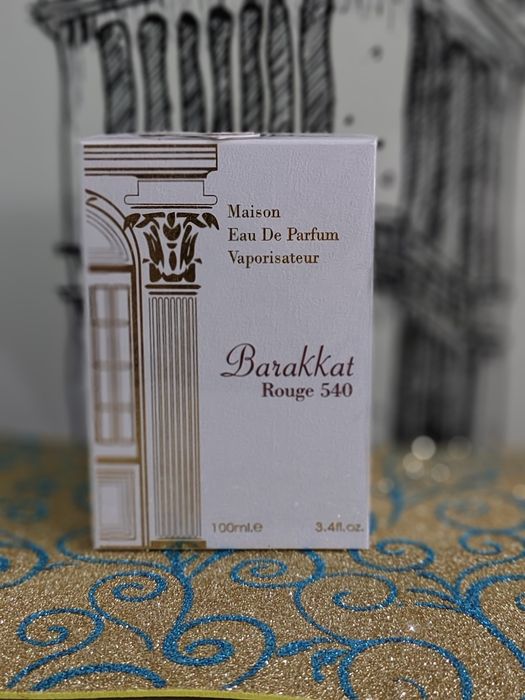 Maison
Eau De Parfum
Vaporisateur
Barakkat
Rouge 540
100ml.e 3.4fl.oz.